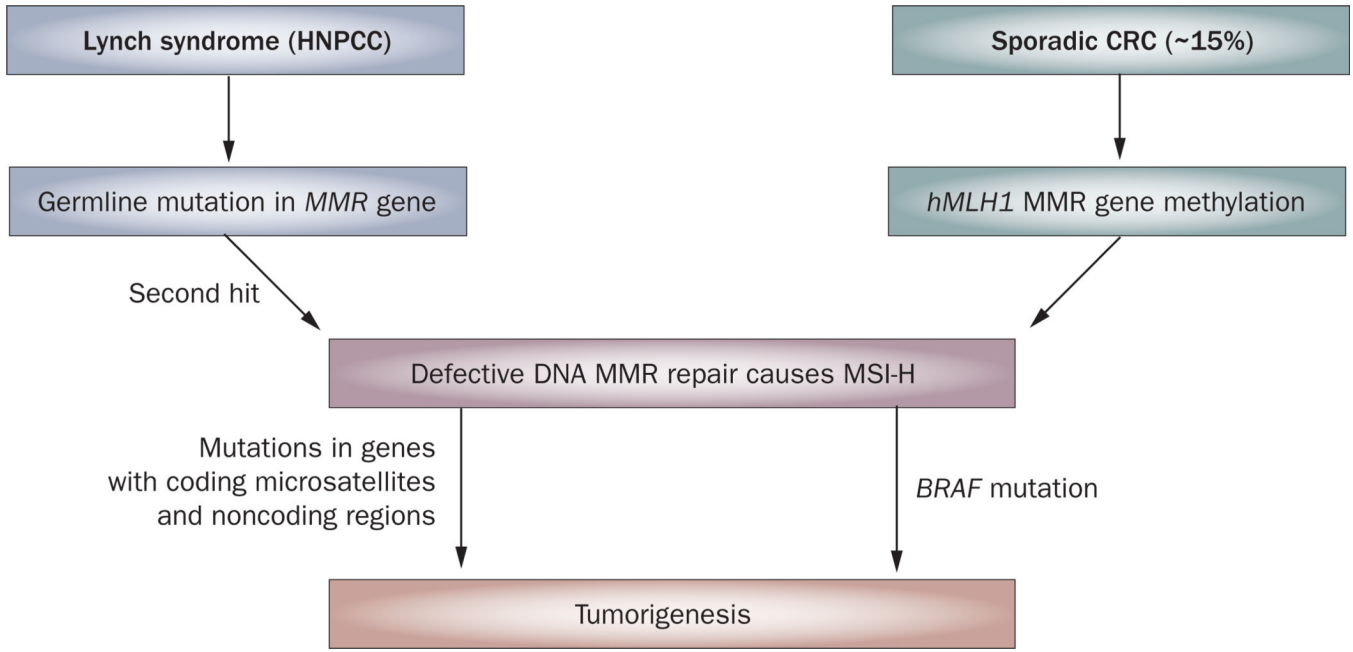 Lynch syndrome (HNPCC)
Sporadic CRC (~15%)
Germline mutation in MMR gene
hMLH1 MMR gene methylation
Second hit
Defective DNA MMR repair causes MSI-H
Mutations in genes
with coding microsatellites
and noncoding regions
BRAF mutation
Tumorigenesis